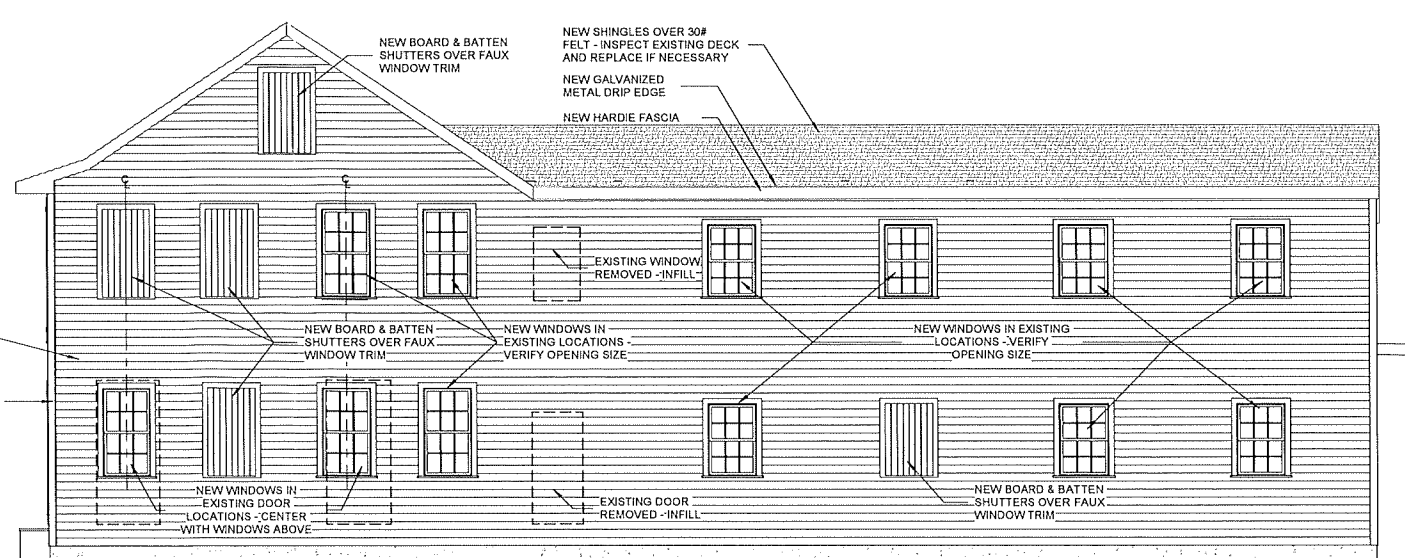 NEW BOARD & BATTEN
SHUTTERS OVER FAUX
WINDOW TRIM
NEW SHINGLES OVER 30#
FELT - INSPECT EXISTING DECK
AND REPLACE IF NECESSARY
NEW GALVANIZED
METAL DRIP EDGE
NEW HARDIE FASCIA
EXISTING WINDOW
REMOVED - INFILL
NEW BOARD & BATTEN
SHUTTERS OVER FAUX
WINDOW TRIM
NEW WINDOWS IN
EXISTING LOCATIONS -
VERIFY OPENING SIZE
NEW WINDOWS IN EXISTING
LOCATIONS - VERIFY
OPENING SIZE
NEW WINDOWS IN
EXISTING DOOR
LOCATIONS - CENTER
WITH WINDOWS ABOVE
EXISTING DOOR
REMOVED - INFILL
NEW BOARD & BATTEN
SHUTTERS OVER FAUX
WINDOW TRIM